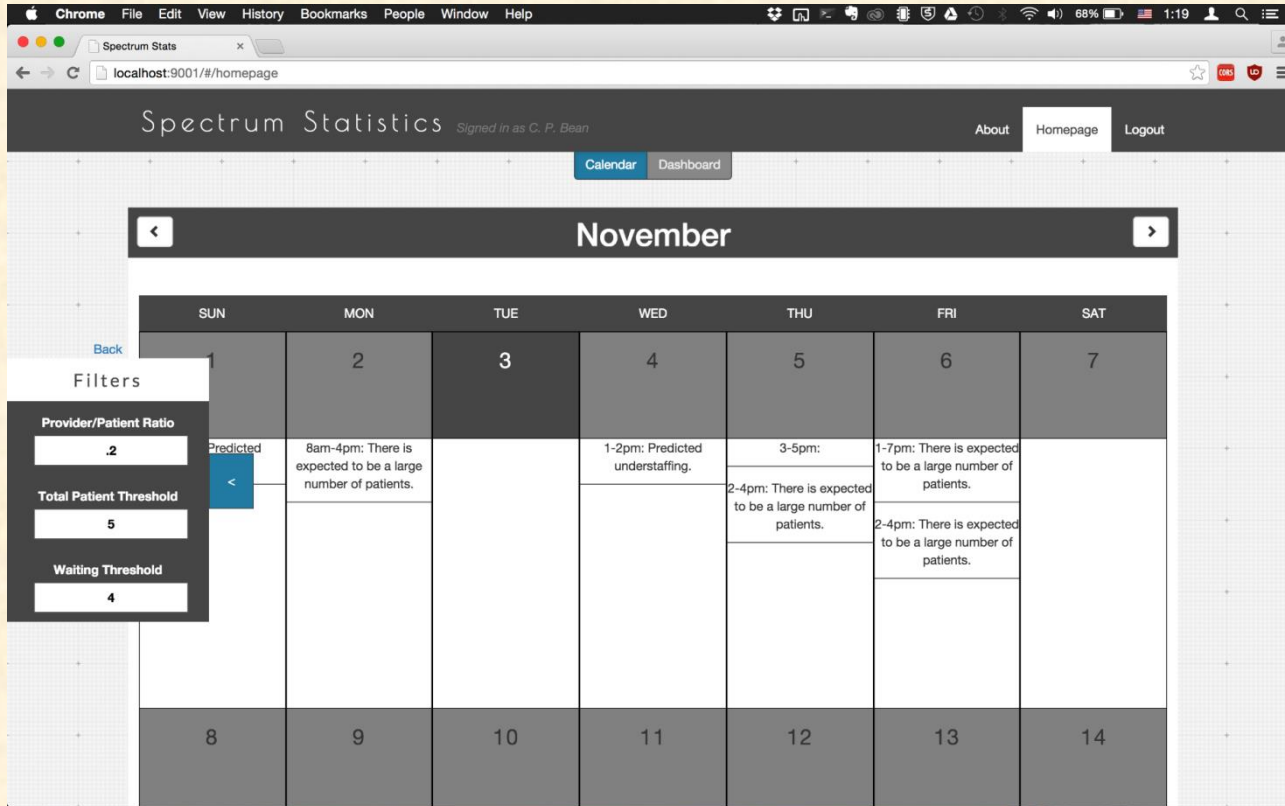 Chrome File Edit View History Bookmarks People Window Help 68% 1:19
Spectrum Stats
localhost:9001/#/homepage
CORS
Spectrum Statistics Signed in as C. P. Bean About Homepage Logout
Calendar Dashboard
November
SUN MON TUE WED THU FRI SAT
Back
1 2 3 4 5 6 7
Filters
Provider/Patient Ratio
.2
Total Patient Threshold
5
Waiting Threshold
4
Predicted
<
8am-4pm: There is
expected to be a large
number of patients.
1-2pm: Predicted
understaffing.
3-5pm:
2-4pm: There is expected
to be a large number of
patients.
1-7pm: There is expected
to be a large number of
patients.
2-4pm: There is expected
to be a large number of
patients.
8 9 10 11 12 13 14